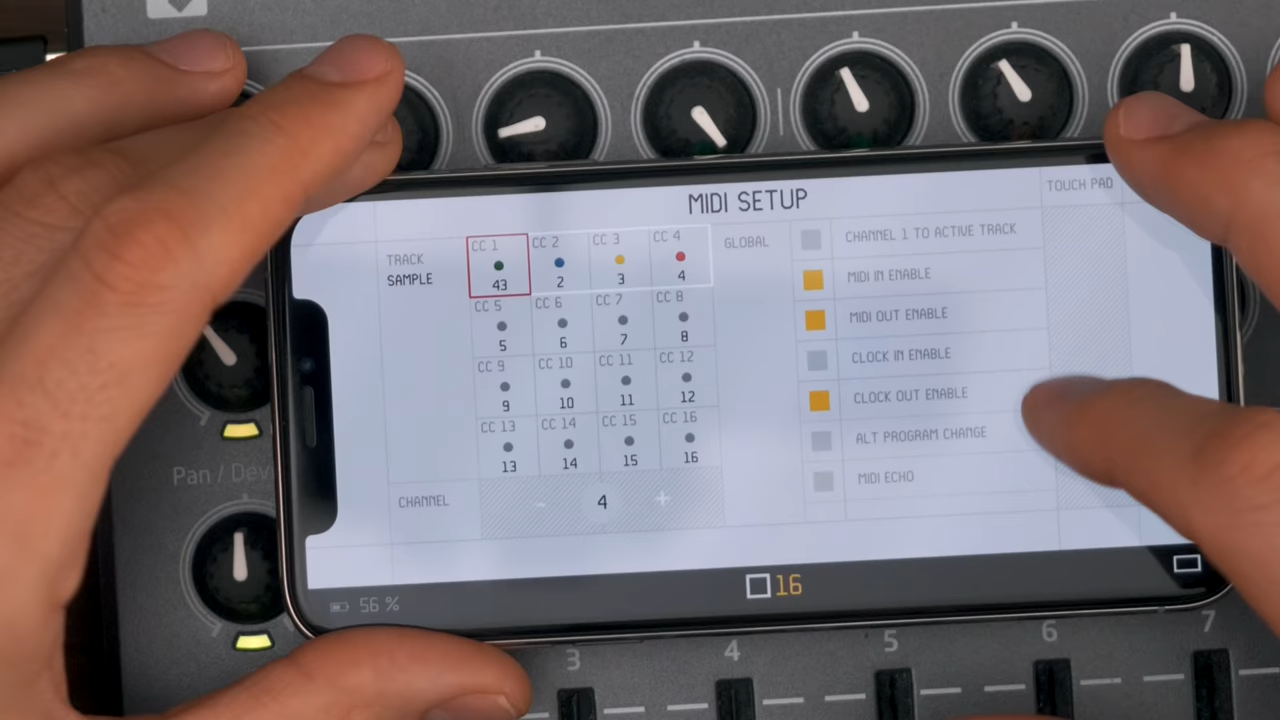 MIDI SETUP
TOUCH PAD
TRACK
SAMPLE
CC 1 CC 2 CC 3 CC 4
43 2 3 4
CC 5 CC 6 CC 7 CC 8
5 6 7 8
CC 9 CC 10 CC 11 CC 12
9 10 11 12
CC 13 CC 14 CC 15 CC 16
13 14 15 16
CHANNEL
- 4 +
GLOBAL
CHANNEL 1 TO ACTIVE TRACK
MIDI IN ENABLE
MIDI OUT ENABLE
CLOCK IN ENABLE
CLOCK OUT ENABLE
ALT PROGRAM CHANGE
MIDI ECHO
56 %
16
Pan / Dev
3 4 5 6 7